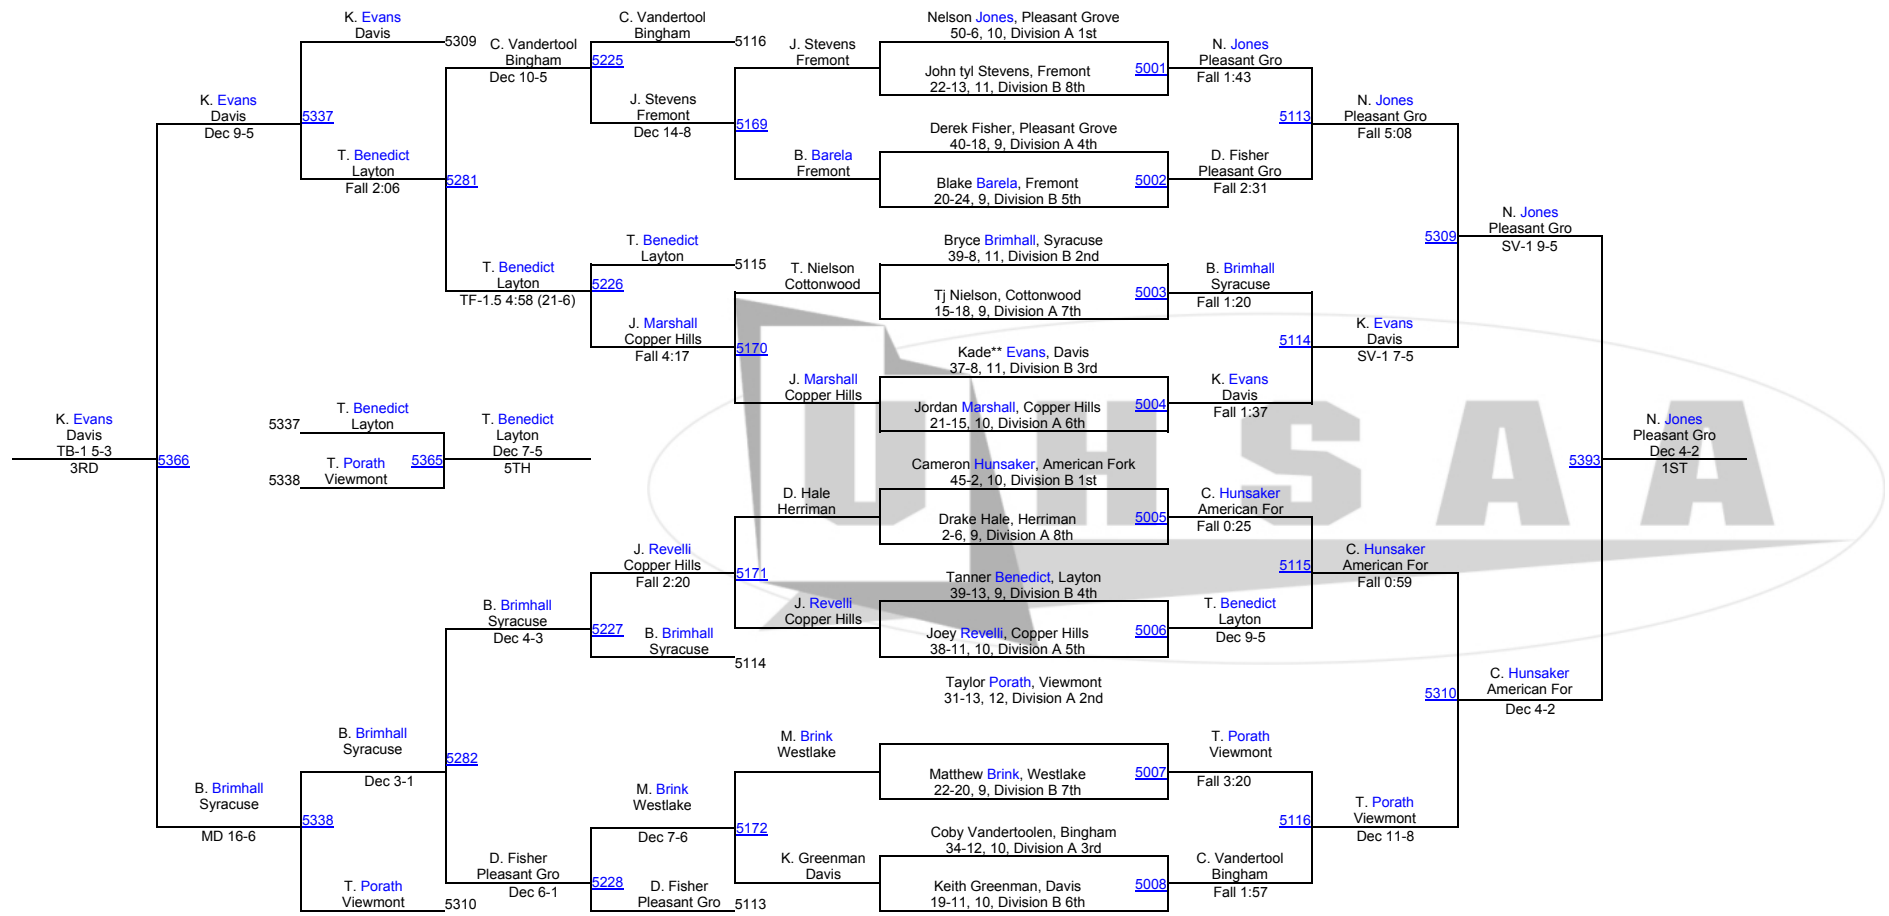 K. Evans
Davis
5309
C. Vandertool
Bingham
Dec 10-5
C. Vandertool
Bingham
5116
5225
J. Stevens
Fremont
Nelson Jones, Pleasant Grove
50-6, 10, Division A 1st
John tyl Stevens, Fremont
22-13, 11, Division B 8th
5001
N. Jones
Pleasant Gro
Fall 1:43
K. Evans
Davis
Dec 9-5
5337
J. Stevens
Fremont
Dec 14-8
5169
Derek Fisher, Pleasant Grove
40-18, 9, Division A 4th
5113
N. Jones
Pleasant Gro
Fall 5:08
T. Benedict
Layton
Fall 2:06
5281
B. Barela
Fremont
Blake Barela, Fremont
20-24, 9, Division B 5th
5002
D. Fisher
Pleasant Gro
Fall 2:31
T. Benedict
Layton
TF-1.5 4:58 (21-6)
T. Benedict
Layton
5115
5226
T. Nielson
Cottonwood
Bryce Brimhall, Syracuse
39-8, 11, Division B 2nd
Tj Nielson, Cottonwood
15-18, 9, Division A 7th
5003
B. Brimhall
Syracuse
Fall 1:20
5309
N. Jones
Pleasant Gro
SV-1 9-5
J. Marshall
Copper Hills
Fall 4:17
5170
Kade** Evans, Davis
37-8, 11, Division B 3rd
5114
K. Evans
Davis
SV-1 7-5
J. Marshall
Copper Hills
Jordan Marshall, Copper Hills
21-15, 10, Division A 6th
5004
K. Evans
Davis
Fall 1:37
UHSAA
K. Evans
Davis
TB-1 5-3
3RD
5366
5337
T. Benedict
Layton
5338
T. Porath
Viewmont
5365
T. Benedict
Layton
Dec 7-5
5TH
N. Jones
Pleasant Gro
Dec 4-2
1ST
5393
D. Hale
Herriman
Cameron Hunsaker, American Fork
45-2, 10, Division B 1st
Drake Hale, Herriman
2-6, 9, Division A 8th
5005
C. Hunsaker
American For
Fall 0:25
J. Revelli
Copper Hills
Fall 2:20
5171
Tanner Benedict, Layton
39-13, 9, Division B 4th
5115
C. Hunsaker
American For
Fall 0:59
B. Brimhall
Syracuse
Dec 4-3
5227
B. Brimhall
Syracuse
5114
J. Revelli
Copper Hills
Joey Revelli, Copper Hills
38-11, 10, Division A 5th
5006
T. Benedict
Layton
Dec 9-5
Taylor Porath, Viewmont
31-13, 12, Division A 2nd
5310
C. Hunsaker
American For
Dec 4-2
B. Brimhall
Syracuse
Dec 3-1
5282
M. Brink
Westlake
Matthew Brink, Westlake
22-20, 9, Division B 7th
5007
T. Porath
Viewmont
Fall 3:20
B. Brimhall
Syracuse
MD 16-6
5338
M. Brink
Westlake
Dec 7-6
5172
Coby Vandertoolen, Bingham
34-12, 10, Division A 3rd
5116
T. Porath
Viewmont
Dec 11-8
D. Fisher
Pleasant Gro
Dec 6-1
5228
K. Greenman
Davis
Keith Greenman, Davis
19-11, 10, Division B 6th
5008
C. Vandertool
Bingham
Fall 1:57
T. Porath
Viewmont
5310
D. Fisher
Pleasant Gro
5113